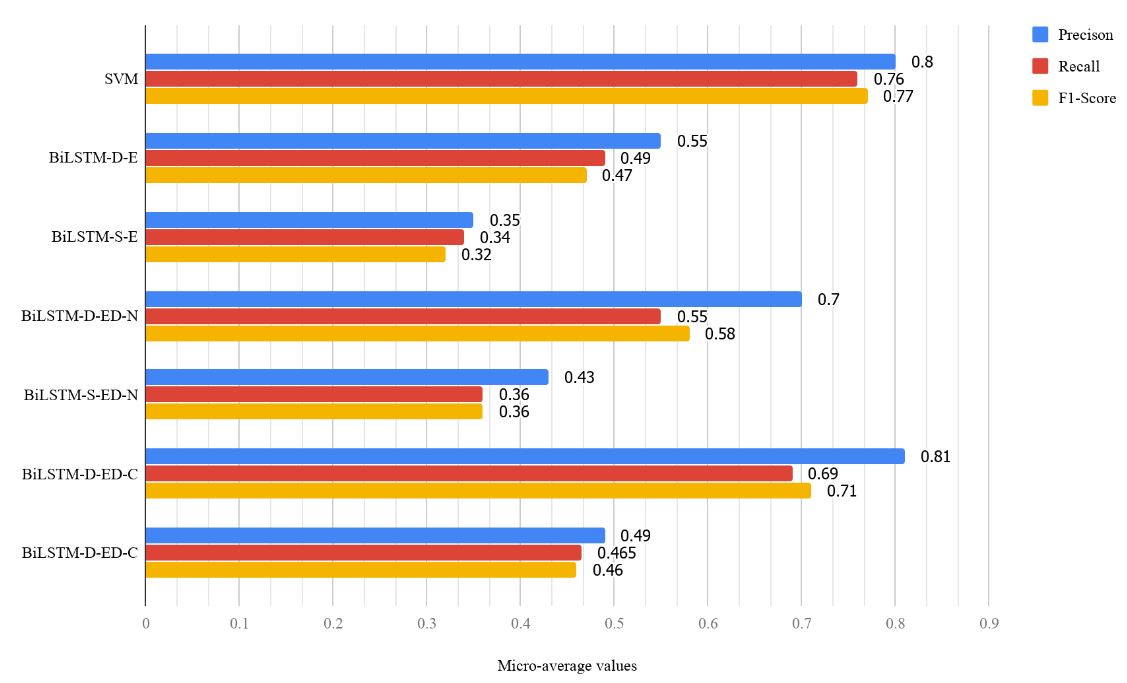 Precison
Recall
F1-Score
SVM
0.8
0.76
0.77
BiLSTM-D-E
0.55
0.49
0.47
BiLSTM-S-E
0.35
0.34
0.32
BiLSTM-D-ED-N
0.7
0.55
0.58
BiLSTM-S-ED-N
0.43
0.36
0.36
BiLSTM-D-ED-C
0.81
0.69
0.71
BiLSTM-D-ED-C
0.49
0.465
0.46
0 0.1 0.2 0.3 0.4 0.5 0.6 0.7 0.8 0.9
Micro-average values